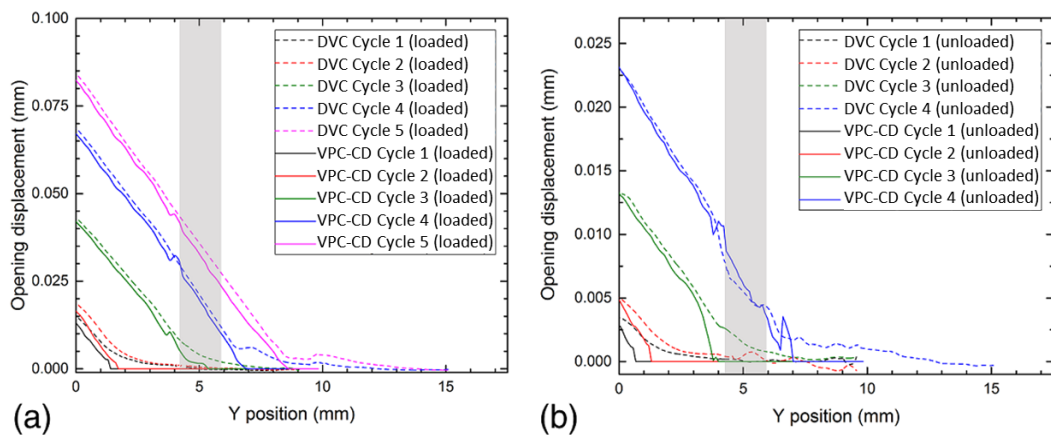 0.100
0.075
0.050
0.025
0.000
Opening displacement (mm)
DVC Cycle 1 (loaded)
DVC Cycle 2 (loaded)
DVC Cycle 3 (loaded)
DVC Cycle 4 (loaded)
DVC Cycle 5 (loaded)
VPC-CD Cycle 1 (loaded)
VPC-CD Cycle 2 (loaded)
VPC-CD Cycle 3 (loaded)
VPC-CD Cycle 4 (loaded)
VPC-CD Cycle 5 (loaded)
0 5 10 15
Y position (mm)
(a)
0.025
0.020
0.015
0.010
0.005
0.000
Opening displacement (mm)
DVC Cycle 1 (unloaded)
DVC Cycle 2 (unloaded)
DVC Cycle 3 (unloaded)
DVC Cycle 4 (unloaded)
VPC-CD Cycle 1 (unloaded)
VPC-CD Cycle 2 (unloaded)
VPC-CD Cycle 3 (unloaded)
VPC-CD Cycle 4 (unloaded)
0 5 10 15
Y position (mm)
(b)